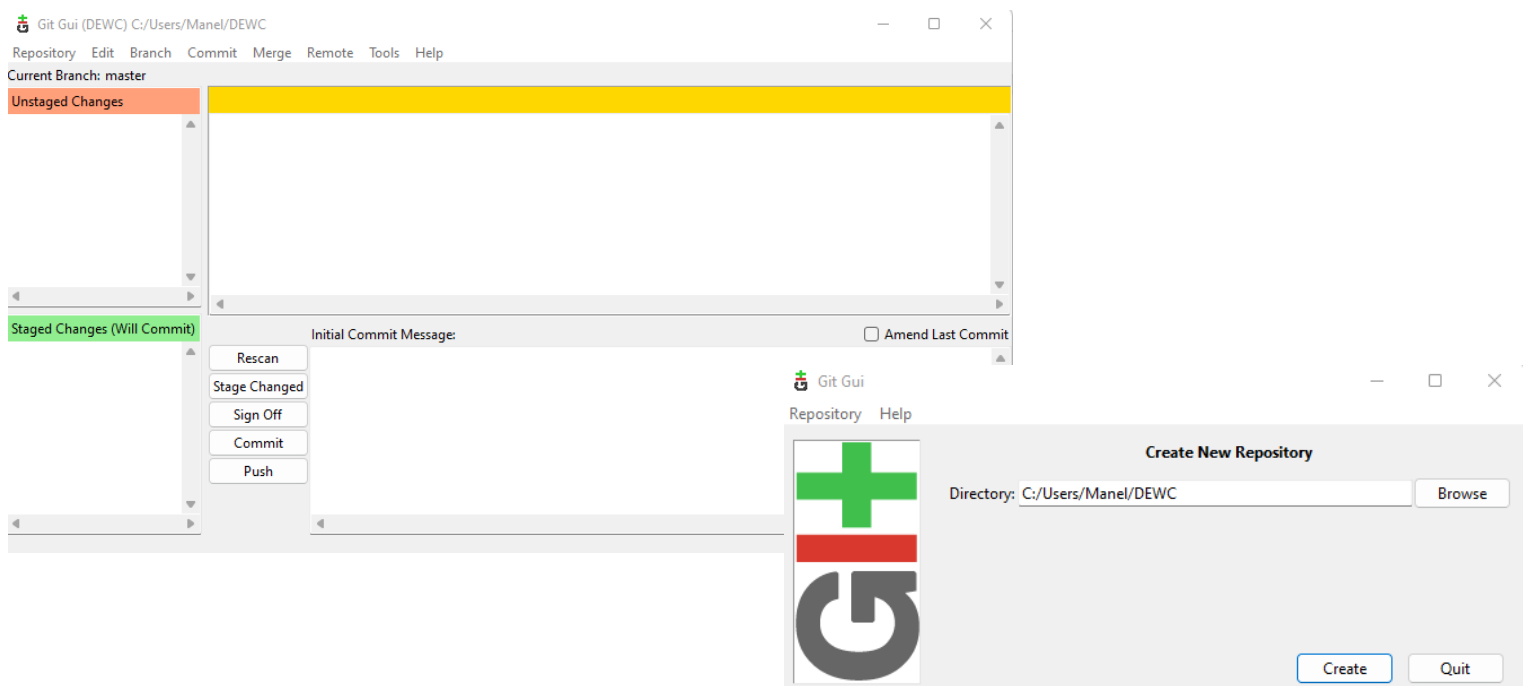 Git Gui (DEWC) C:/Users/Manel/DEWC
Repository Edit Branch Commit Merge Remote Tools Help
Current Branch: master
Unstaged Changes
Staged Changes (Will Commit)
Initial Commit Message:
Amend Last Commit
Rescan
Stage Changed
Sign Off
Commit
Push
Git Gui
Repository Help
GIT
Create New Repository
Directory: C:/Users/Manel/DEWC
Browse
Create
Quit